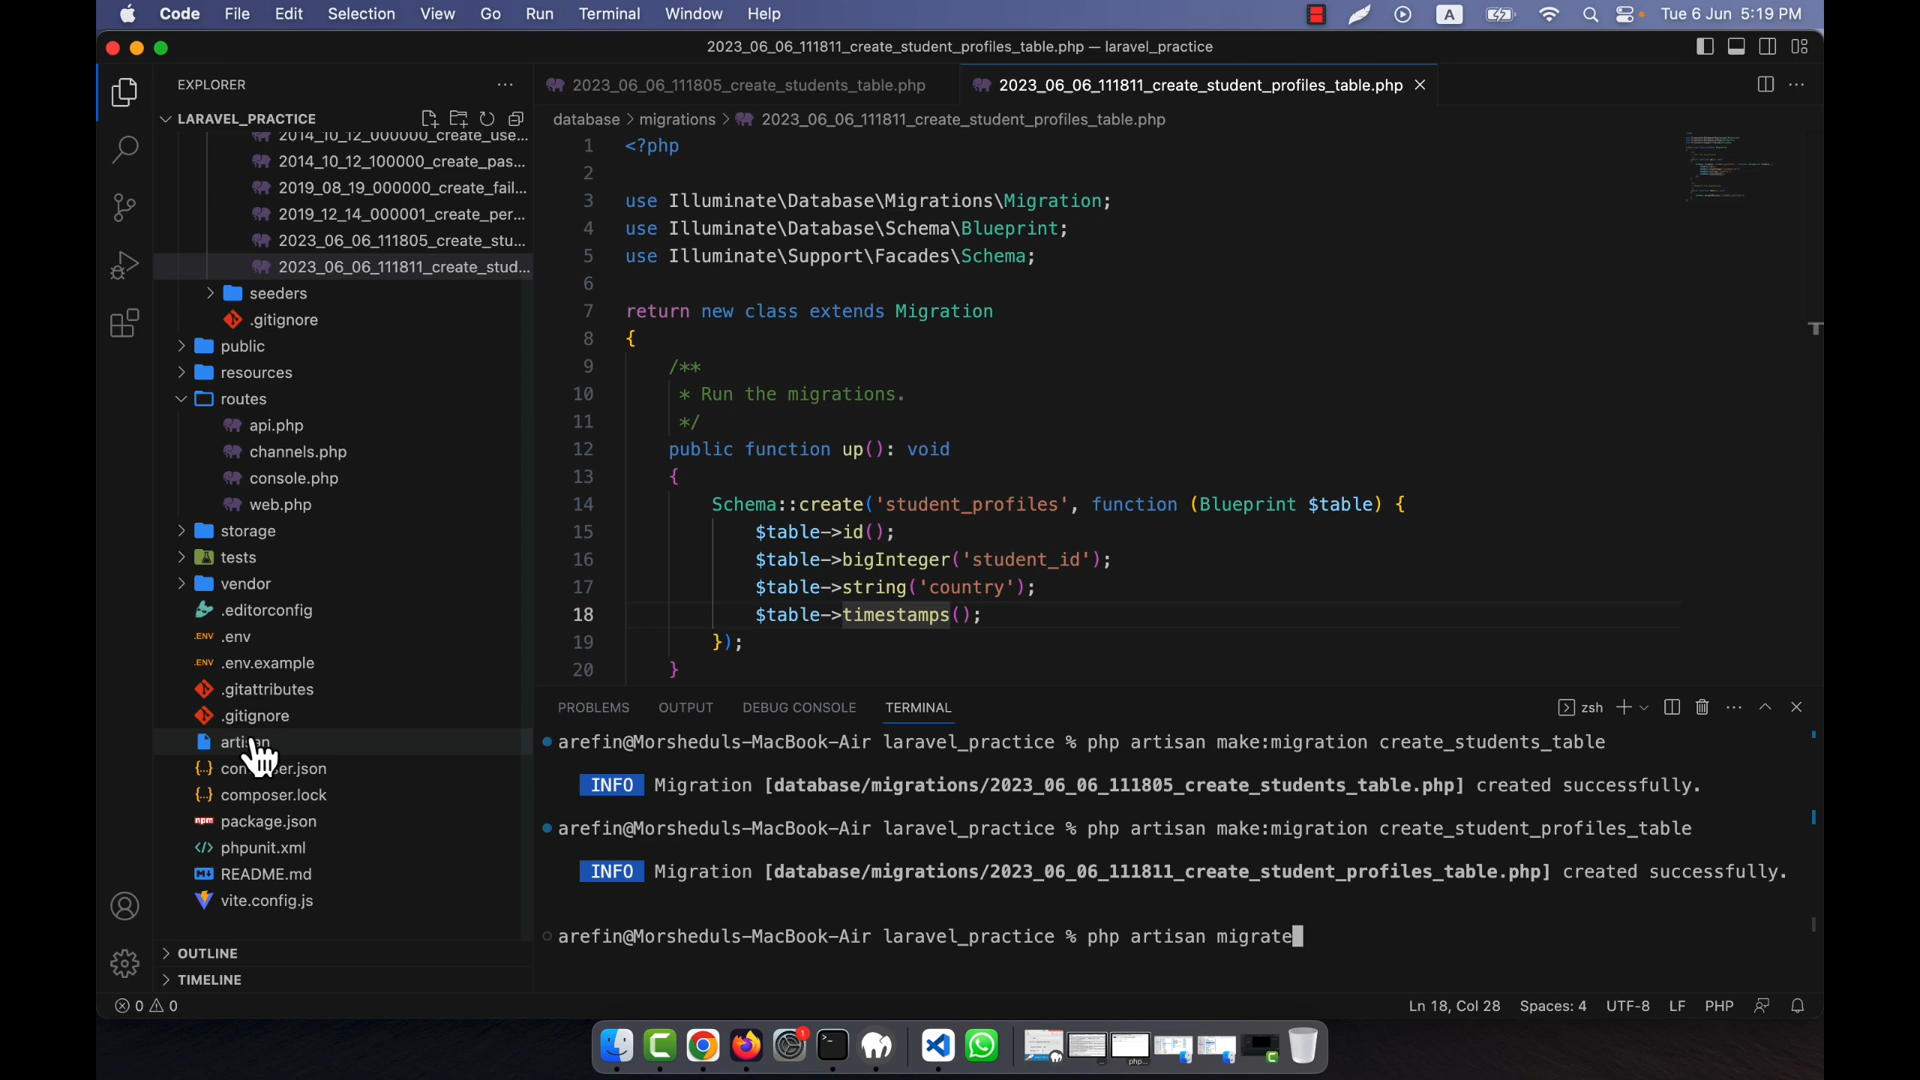 Code File Edit Selection View Go Run Terminal Window Help A Tue 6 Jun 5:19 PM
2023_06_06_111811_create_student_profiles_table.php — laravel_practice
EXPLORER
LARAVEL_PRACTICE
2014_10_12_000000_create_use...
2014_10_12_100000_create_pas...
2019_08_19_000000_create_fail...
2019_12_14_000001_create_per...
2023_06_06_111805_create_stu...
2023_06_06_111811_create_stud...
seeders
.gitignore
public
resources
routes
api.php
channels.php
console.php
web.php
storage
tests
vendor
.editorconfig
.ENV .env
.ENV .env.example
.gitattributes
.gitignore
artisan
{..} composer.json
{..} composer.lock
npm package.json
phpunit.xml
README.md
vite.config.js
OUTLINE
TIMELINE
2023_06_06_111805_create_students_table.php 2023_06_06_111811_create_student_profiles_table.php
database > migrations > 2023_06_06_111811_create_student_profiles_table.php
1 <?php
2
3 use Illuminate\Database\Migrations\Migration;
4 use Illuminate\Database\Schema\Blueprint;
5 use Illuminate\Support\Facades\Schema;
6
7 return new class extends Migration
8 {
9 /**
10 * Run the migrations.
11 */
12 public function up(): void
13 {
14 Schema::create('student_profiles', function (Blueprint $table) {
15 $table->id();
16 $table->bigInteger('student_id');
17 $table->string('country');
18 $table->timestamps();
19 });
20 }
PROBLEMS OUTPUT DEBUG CONSOLE TERMINAL zsh
arefin@Morsheduls-MacBook-Air laravel_practice % php artisan make:migration create_students_table
INFO Migration [database/migrations/2023_06_06_111805_create_students_table.php] created successfully.
arefin@Morsheduls-MacBook-Air laravel_practice % php artisan make:migration create_student_profiles_table
INFO Migration [database/migrations/2023_06_06_111811_create_student_profiles_table.php] created successfully.
arefin@Morsheduls-MacBook-Air laravel_practice % php artisan migrate
0 0 Ln 18, Col 28 Spaces: 4 UTF-8 LF PHP
1